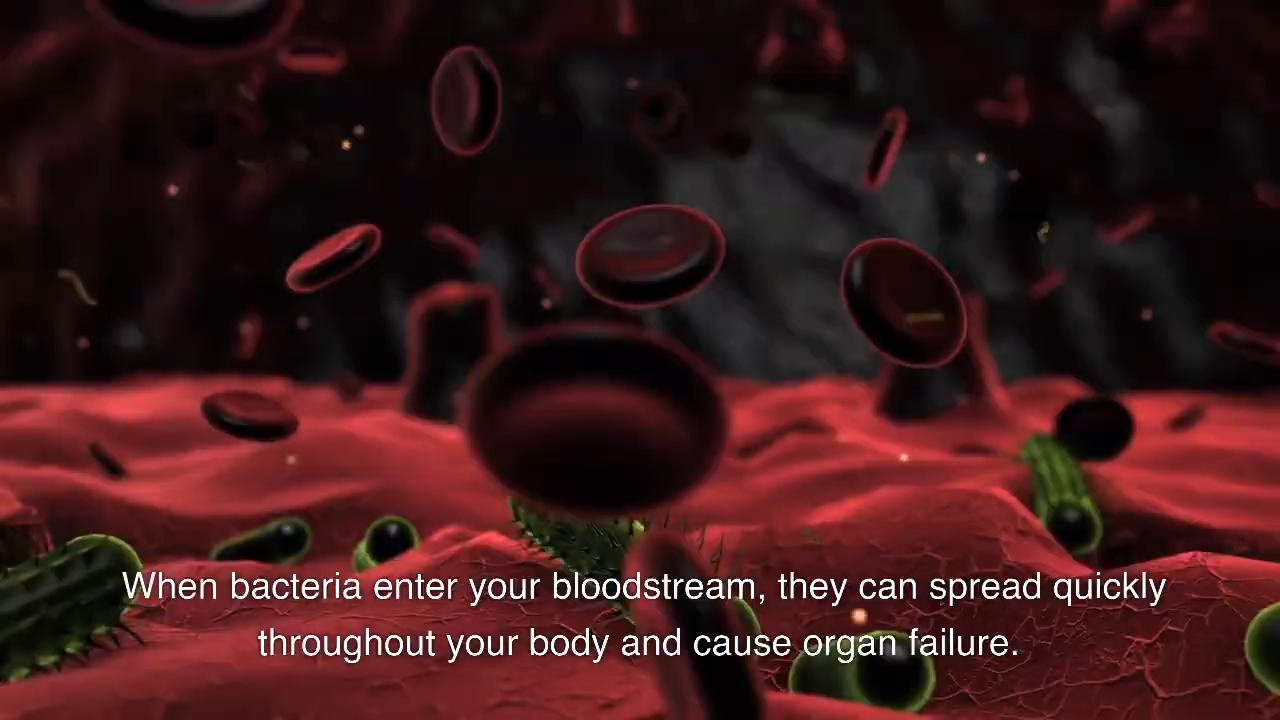 When bacteria enter your bloodstream, they can spread quickly
throughout your body and cause organ failure.